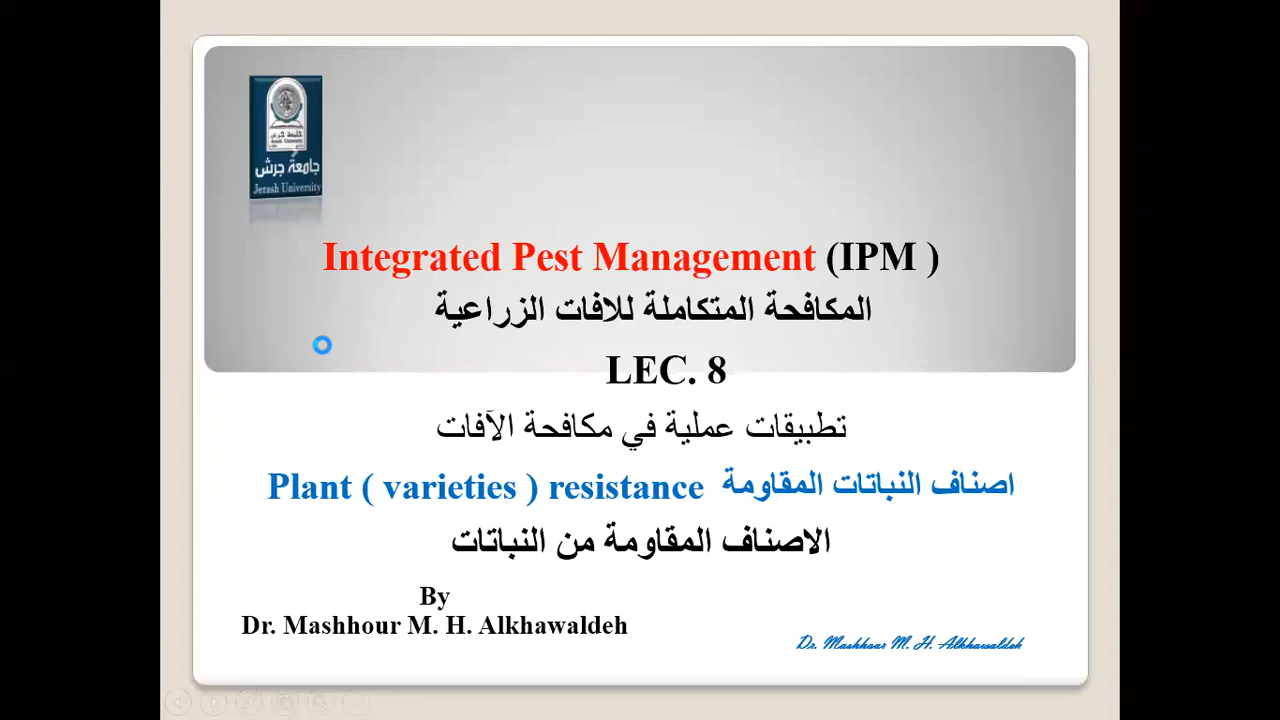 جامعة جرش
Jerash University
Integrated Pest Management (IPM )
المكافحة المتكاملة للافات الزراعية
LEC. 8
تطبيقات عملية في مكافحة الآفات
Plant ( varieties ) resistance اصناف النباتات المقاومة
الاصناف المقاومة من النباتات
By
Dr. Mashhour M. H. Alkhawaldeh
Dr. Mashhour M. H. Alkhawaldeh